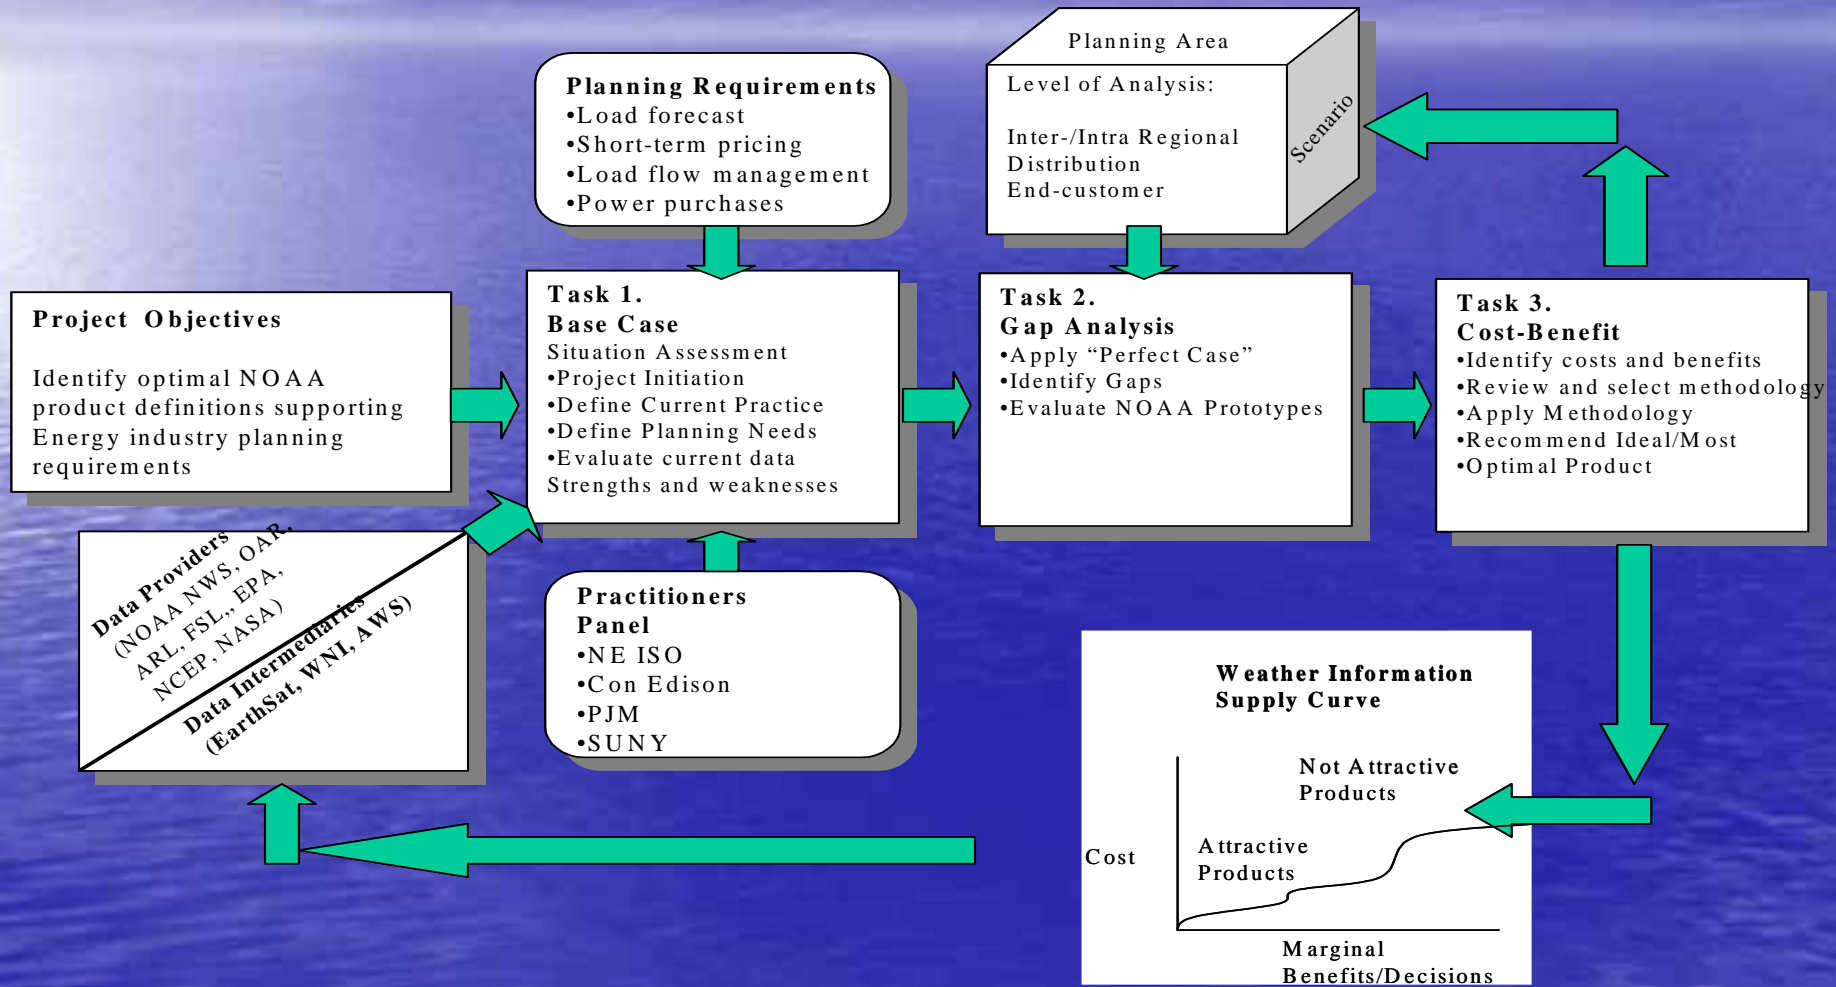 Planning Requirements
•Load forecast
•Short-term pricing
•Load flow management
•Power purchases
Planning Area
Level of Analysis:
Inter-/Intra Regional
Distribution
End-customer
Scenario
Project Objectives
Identify optimal NOAA
product definitions supporting
Energy industry planning
requirements
Task 1.
Base Case
Situation Assessment
•Project Initiation
•Define Current Practice
•Define Planning Needs
•Evaluate current data
Strengths and weaknesses
Task 2.
Gap Analysis
•Apply “Perfect Case”
•Identify Gaps
•Evaluate NOAA Prototypes
Task 3.
Cost-Benefit
•Identify costs and benefits
•Review and select methodology
•Apply Methodology
•Recommend Ideal/Most
•Optimal Product
Data Providers
(NOAA NWS, OAR,
ARL, FSL,, EPA,
NCEP, NASA)
Data Intermediaries
(EarthSat, WNI, AWS)
Practitioners
Panel
•NE ISO
•Con Edison
•PJM
•SUNY
Weather Information
Supply Curve
Not Attractive
Products
Attractive
Products
Cost
Marginal
Benefits/Decisions